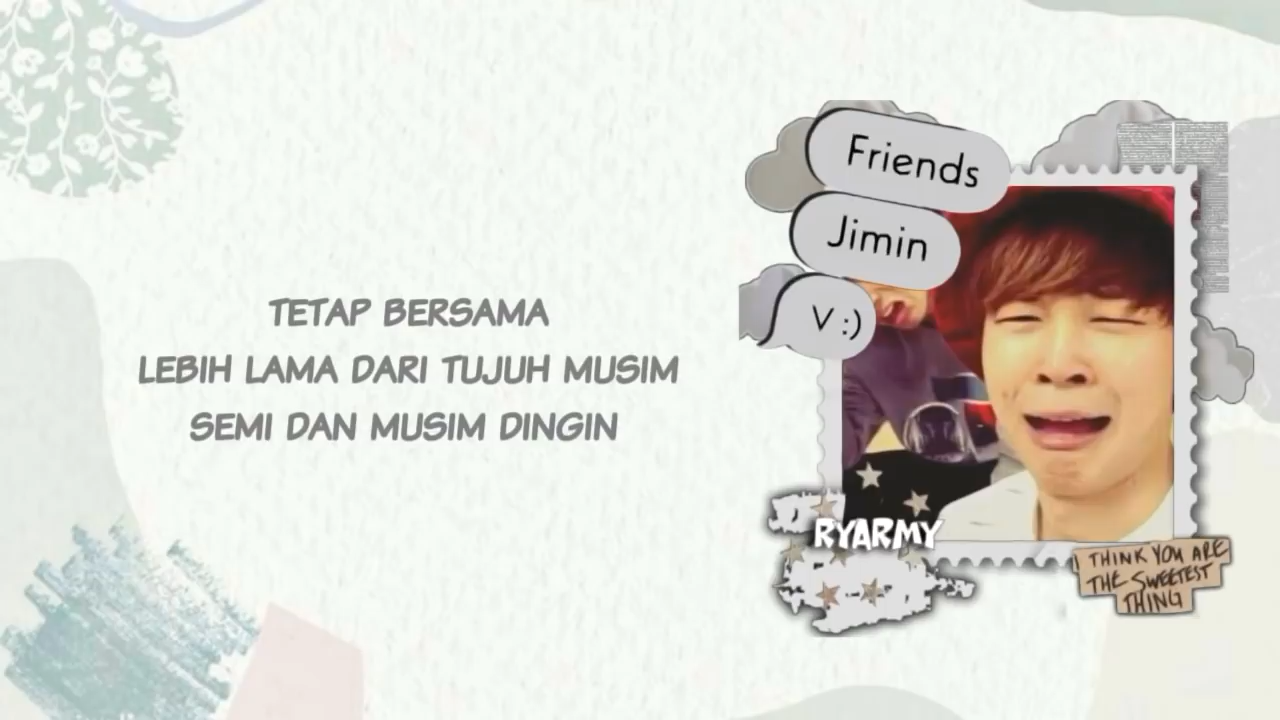 TETAP BERSAMA
LEBIH LAMA DARI TUJUH MUSIM
SEMI DAN MUSIM DINGIN
Friends
Jimin
V :)
RYARMY
I THINK YOU ARE
THE SWEETEST
THING